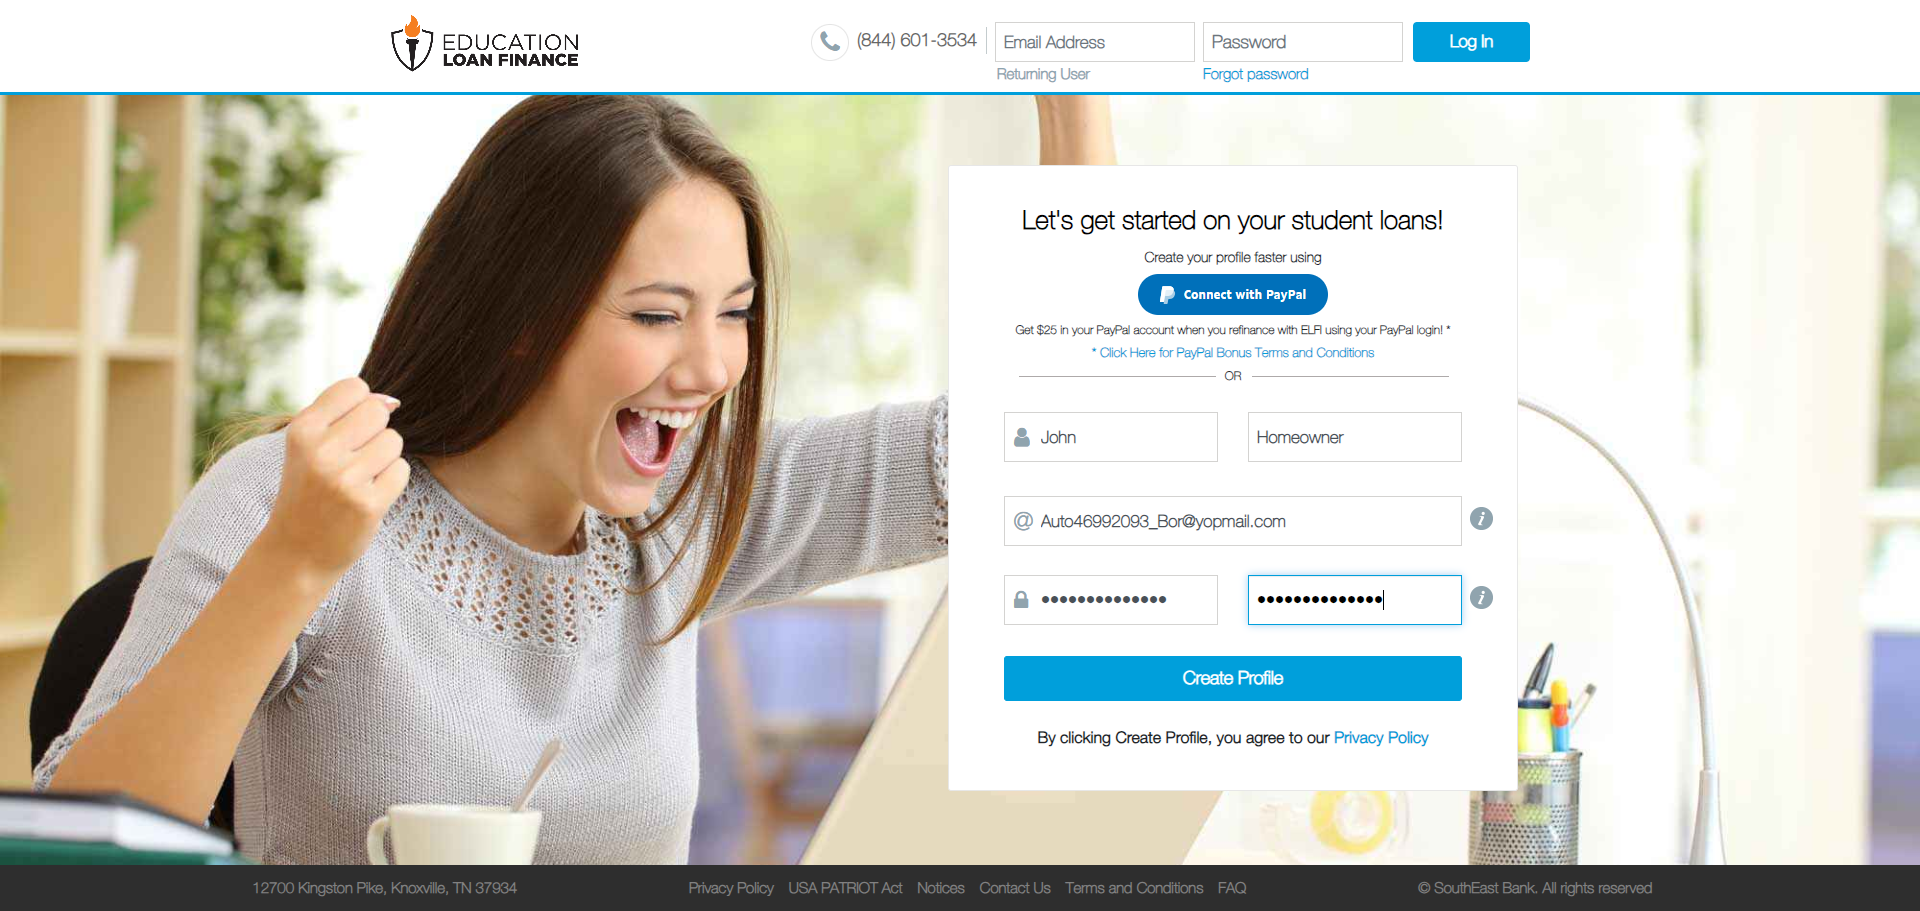 EDUCATION
LOAN FINANCE
(844) 601-3534
Email Address
Password
Log In
Returning User
Forgot password
Let's get started on your student loans!
Create your profile faster using
Connect with PayPal
Get $25 in your PayPal account when you refinance with ELFI using your PayPal login! *
* Click Here for PayPal Bonus Terms and Conditions
OR
John
Homeowner
@ Auto46992093_Bor@yopmail.com
••••••••••••••
••••••••••••••
Create Profile
By clicking Create Profile, you agree to our Privacy Policy
12700 Kingston Pike, Knoxville, TN 37934
Privacy Policy
USA PATRIOT Act
Notices
Contact Us
Terms and Conditions
FAQ
© SouthEast Bank. All rights reserved